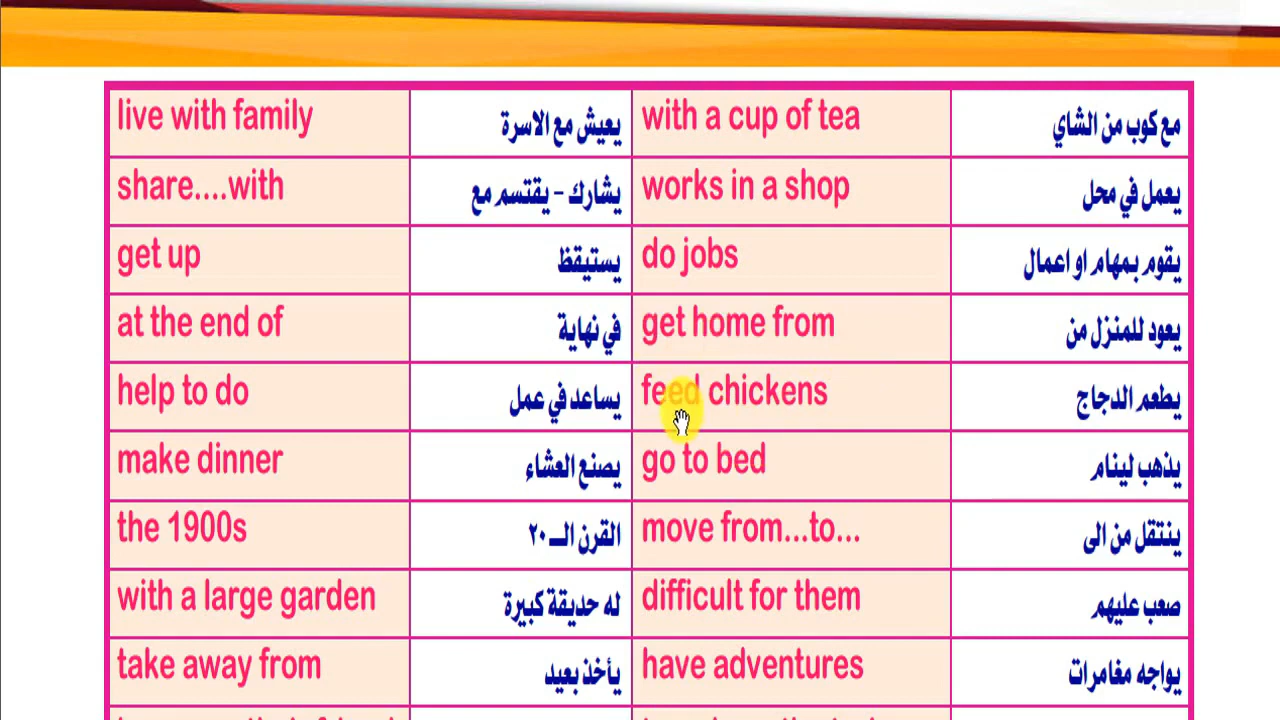 live with family يعيش مع الاسرة with a cup of tea مع كوب من الشاي
share....with يشارك – يقتسم مع works in a shop يعمل في محل
get up يستيقظ do jobs يقوم بمهام او اعمال
at the end of في نهاية get home from يعود للمنزل من
help to do يساعد في عمل feed chickens يطعم الدجاج
make dinner يصنع العشاء go to bed يذهب لينام
the 1900s القرن الــ ٢٠ move from...to... ينتقل من الى
with a large garden له حديقة كبيرة difficult for them صعب عليهم
take away from يأخذ بعيد have adventures يواجه مغامرات